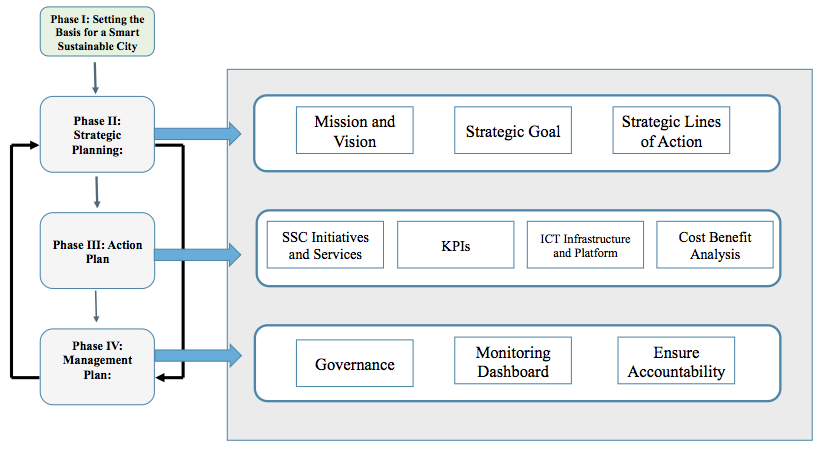 Phase I: Setting the
Basis for a Smart
Sustainable City
Phase II:
Strategic
Planning:
Mission and
Vision
Strategic Goal
Strategic Lines
of Action
Phase III: Action
Plan
SSC Initiatives
and Services
KPIs
ICT Infrastructure
and Platform
Cost Benefit
Analysis
Phase IV:
Management
Plan:
Governance
Monitoring
Dashboard
Ensure
Accountability